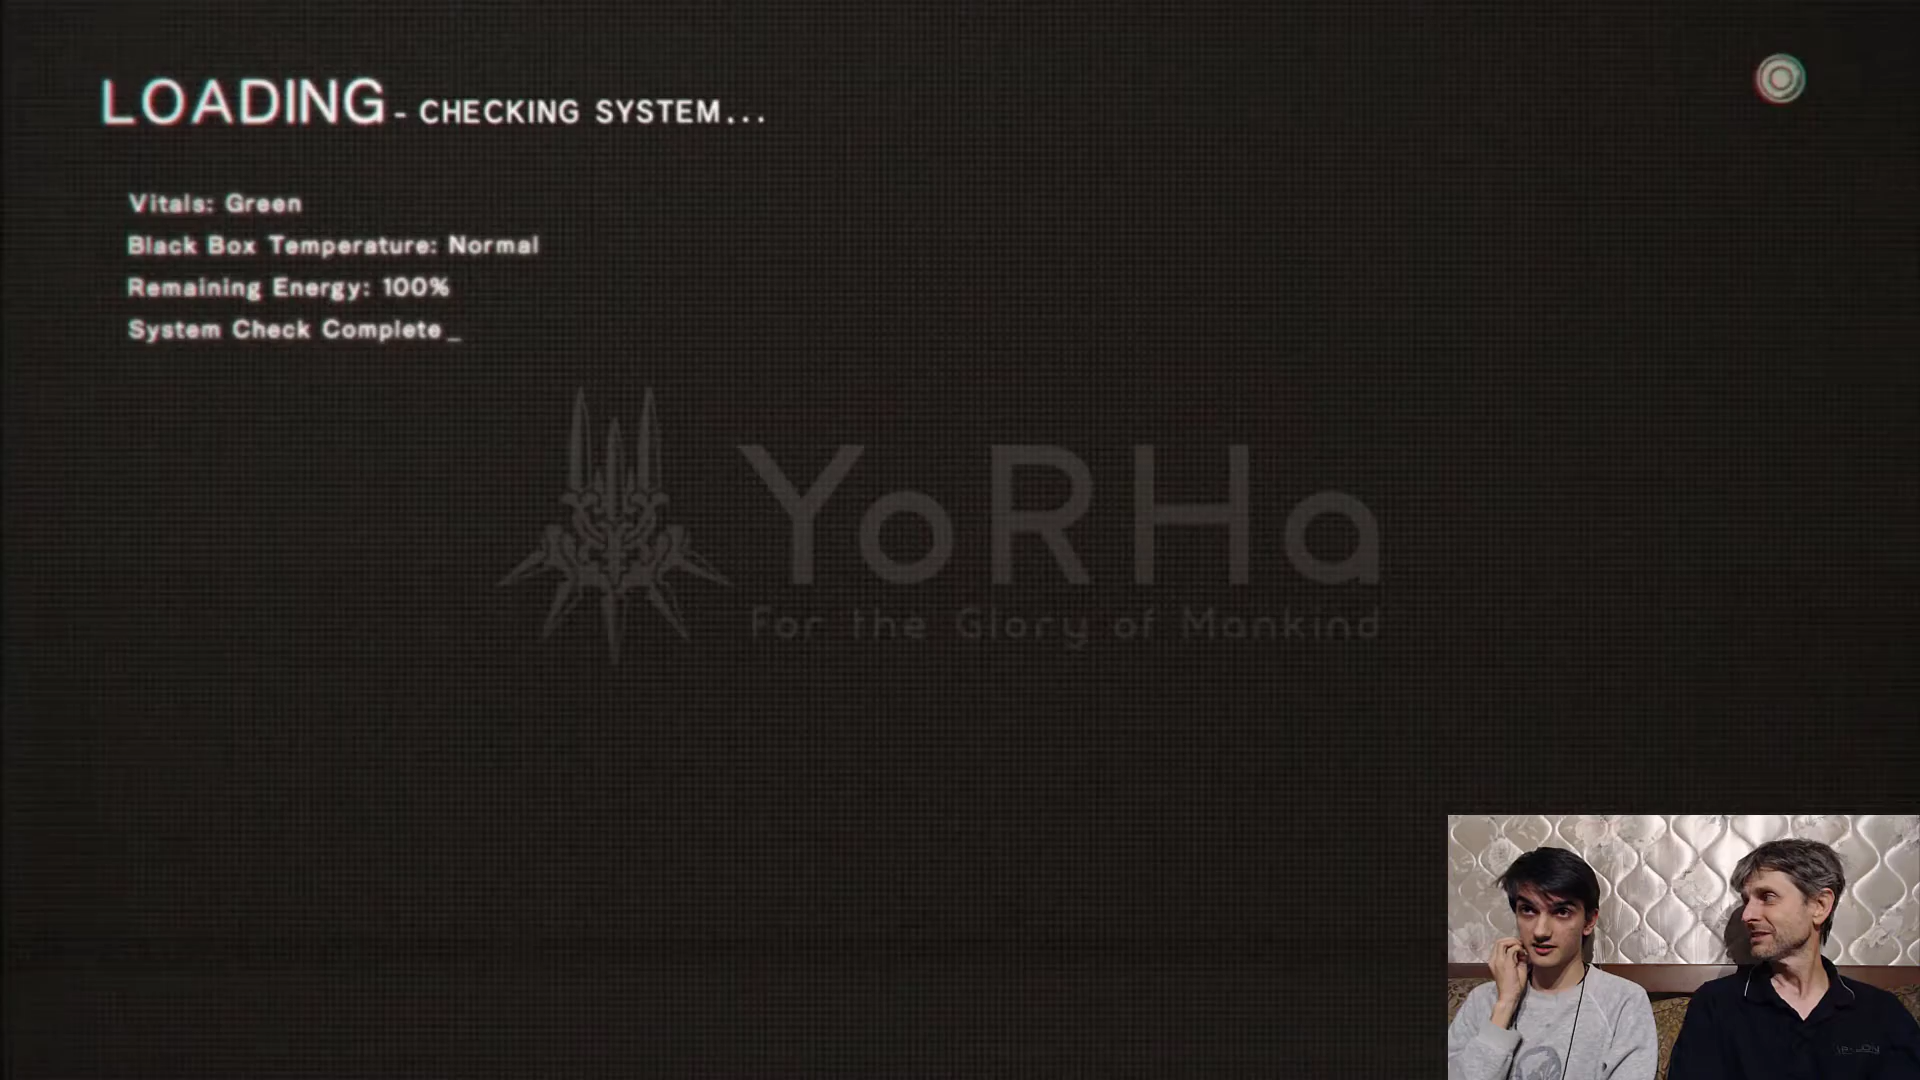 LOADING - CHECKING SYSTEM...
Vitals: Green
Black Box Temperature: Normal
Remaining Energy: 100%
System Check Complete_
YoRHa
For the Glory of Mankind